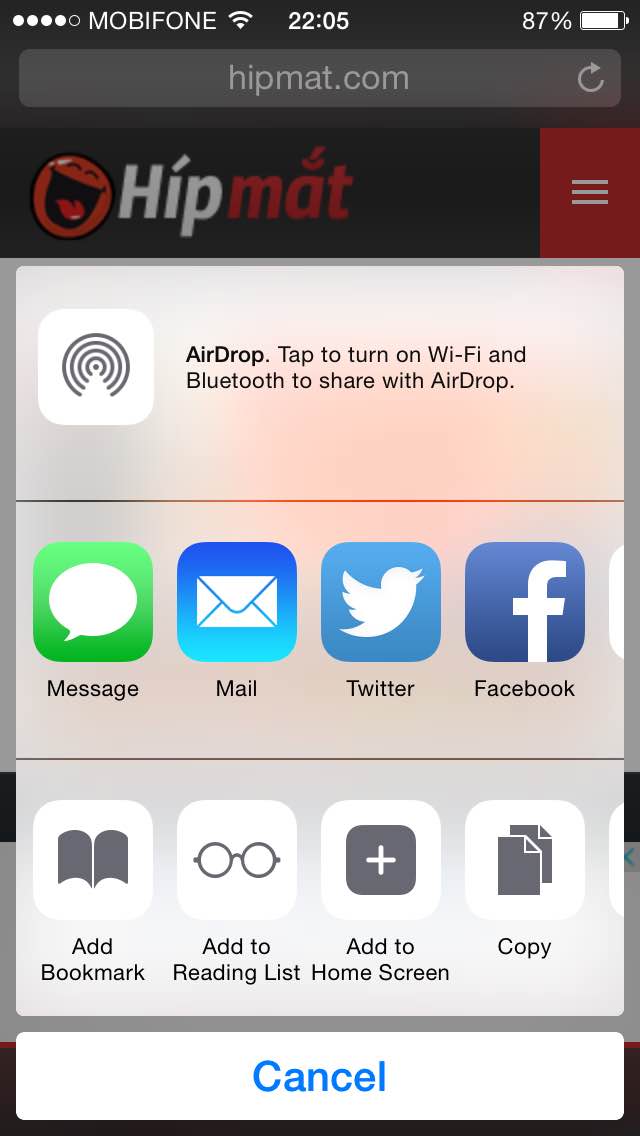 MOBIFONE 22:05 87%
hipmat.com
Hípmắt
AirDrop. Tap to turn on Wi-Fi and
Bluetooth to share with AirDrop.
Message Mail Twitter Facebook
Add Add to Add to Copy
Bookmark Reading List Home Screen
Cancel